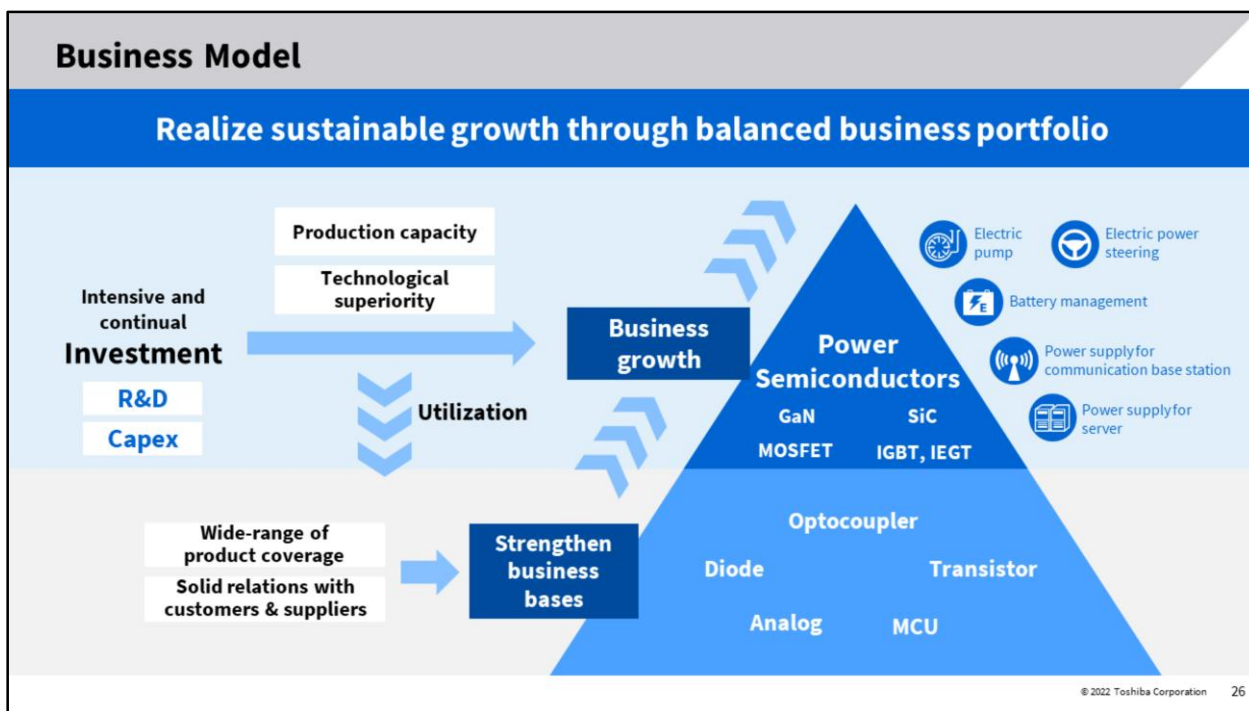 Business Model
Realize sustainable growth through balanced business portfolio
Intensive and
continual
Investment
R&D
Capex
Production capacity
Technological
superiority
Utilization
Business
growth
Power
Semiconductors
GaN
SiC
MOSFET
IGBT, IEGT
Electric
pump
Electric power
steering
E
Battery management
Power supply for
communication base station
Power supply for
server
Wide-range of
product coverage
Solid relations with
customers & suppliers
Strengthen
business
bases
Optocoupler
Diode
Transistor
Analog
MCU
© 2022 Toshiba Corporation
26